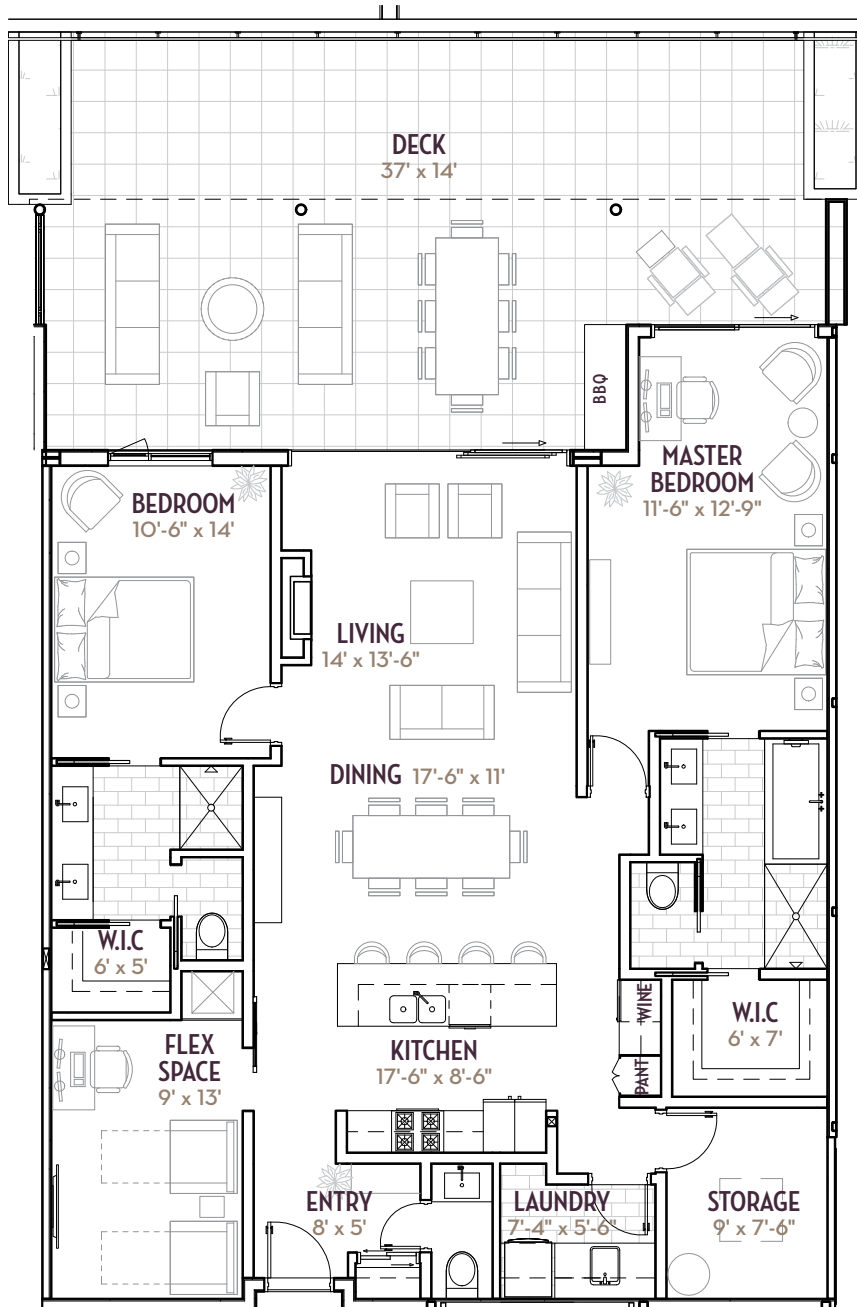 DECK
37' x 14'
BBQ
MASTER
BEDROOM
11'-6" x 12'-9"
BEDROOM
10'-6" x 14'
LIVING
14' x 13'-6"
DINING 17'-6" x 11'
W.I.C
6' x 5'
WINE
W.I.C
6' x 7'
FLEX
SPACE
9' x 13'
KITCHEN
17'-6" x 8'-6"
PANT
ENTRY
8' x 5'
LAUNDRY
7'-4" x 5'-6"
STORAGE
9' x 7'-6"